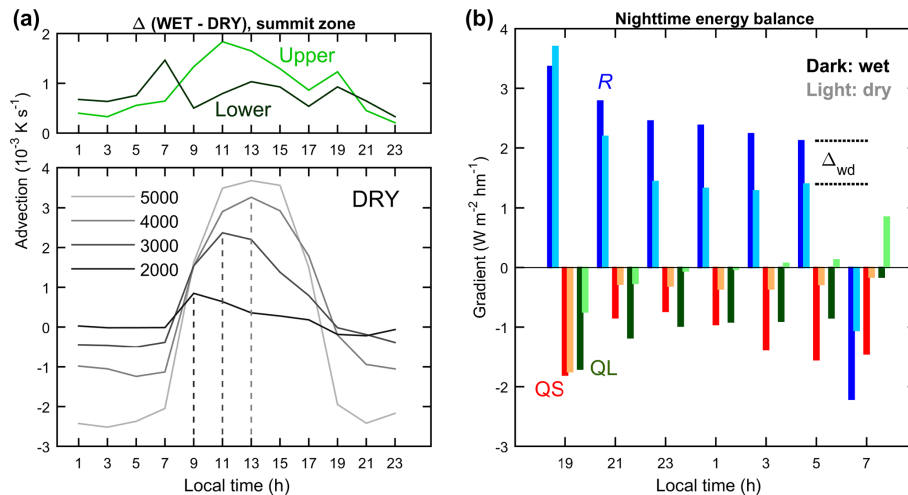 (a)
Δ (WET - DRY), summit zone
2
1
0
Upper
Lower
1 3 5 7 9 11 13 15 17 19 21 23
Advection (10⁻³ K s⁻¹)
4
3
2
1
0
-1
-2
-3
5000
4000
3000
2000
DRY
1 3 5 7 9 11 13 15 17 19 21 23
Local time (h)
(b)
Nighttime energy balance
Gradient (W m⁻² hm⁻¹)
4
3
2
1
0
-1
-2
-3
R
Dark: wet
Light: dry
Δwd
QS
QL
19 21 23 1 3 5 7
Local time (h)